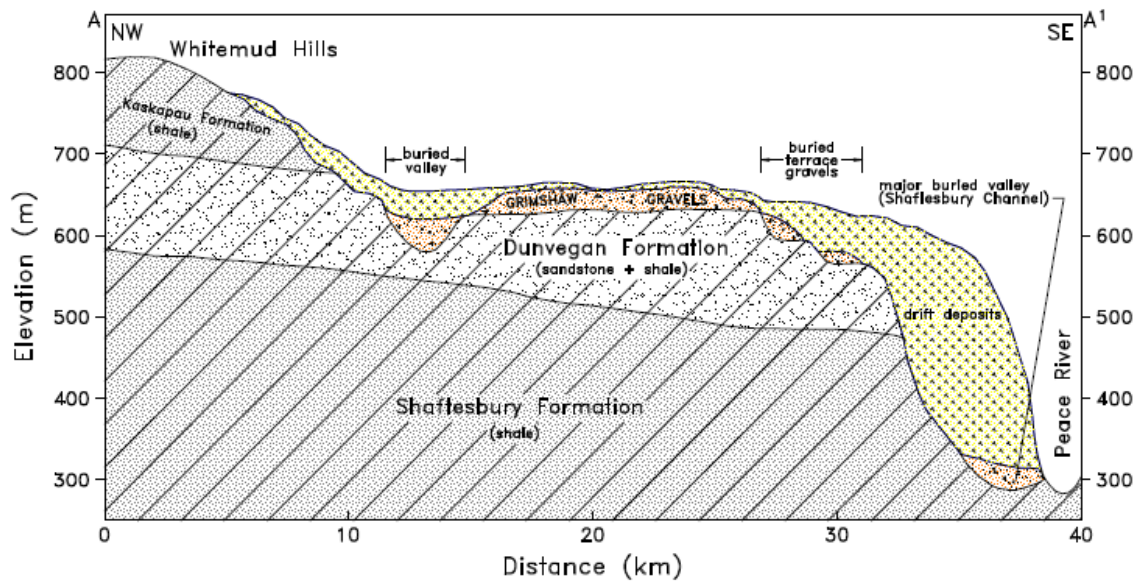 A
NW
SE
A1
Whitemud Hills
Kaskapau Formation
(shale)
buried
valley
buried
terrace
gravels
major buried valley
(Shaftesbury Channel)
GRIMSHAW GRAVELS
Dunvegan Formation
(sandstone + shale)
drift deposits
Shaftesbury Formation
(shale)
Peace River
Elevation (m)
800
700
600
500
400
300
800
700
600
500
400
300
0 10 20 30 40
Distance (km)